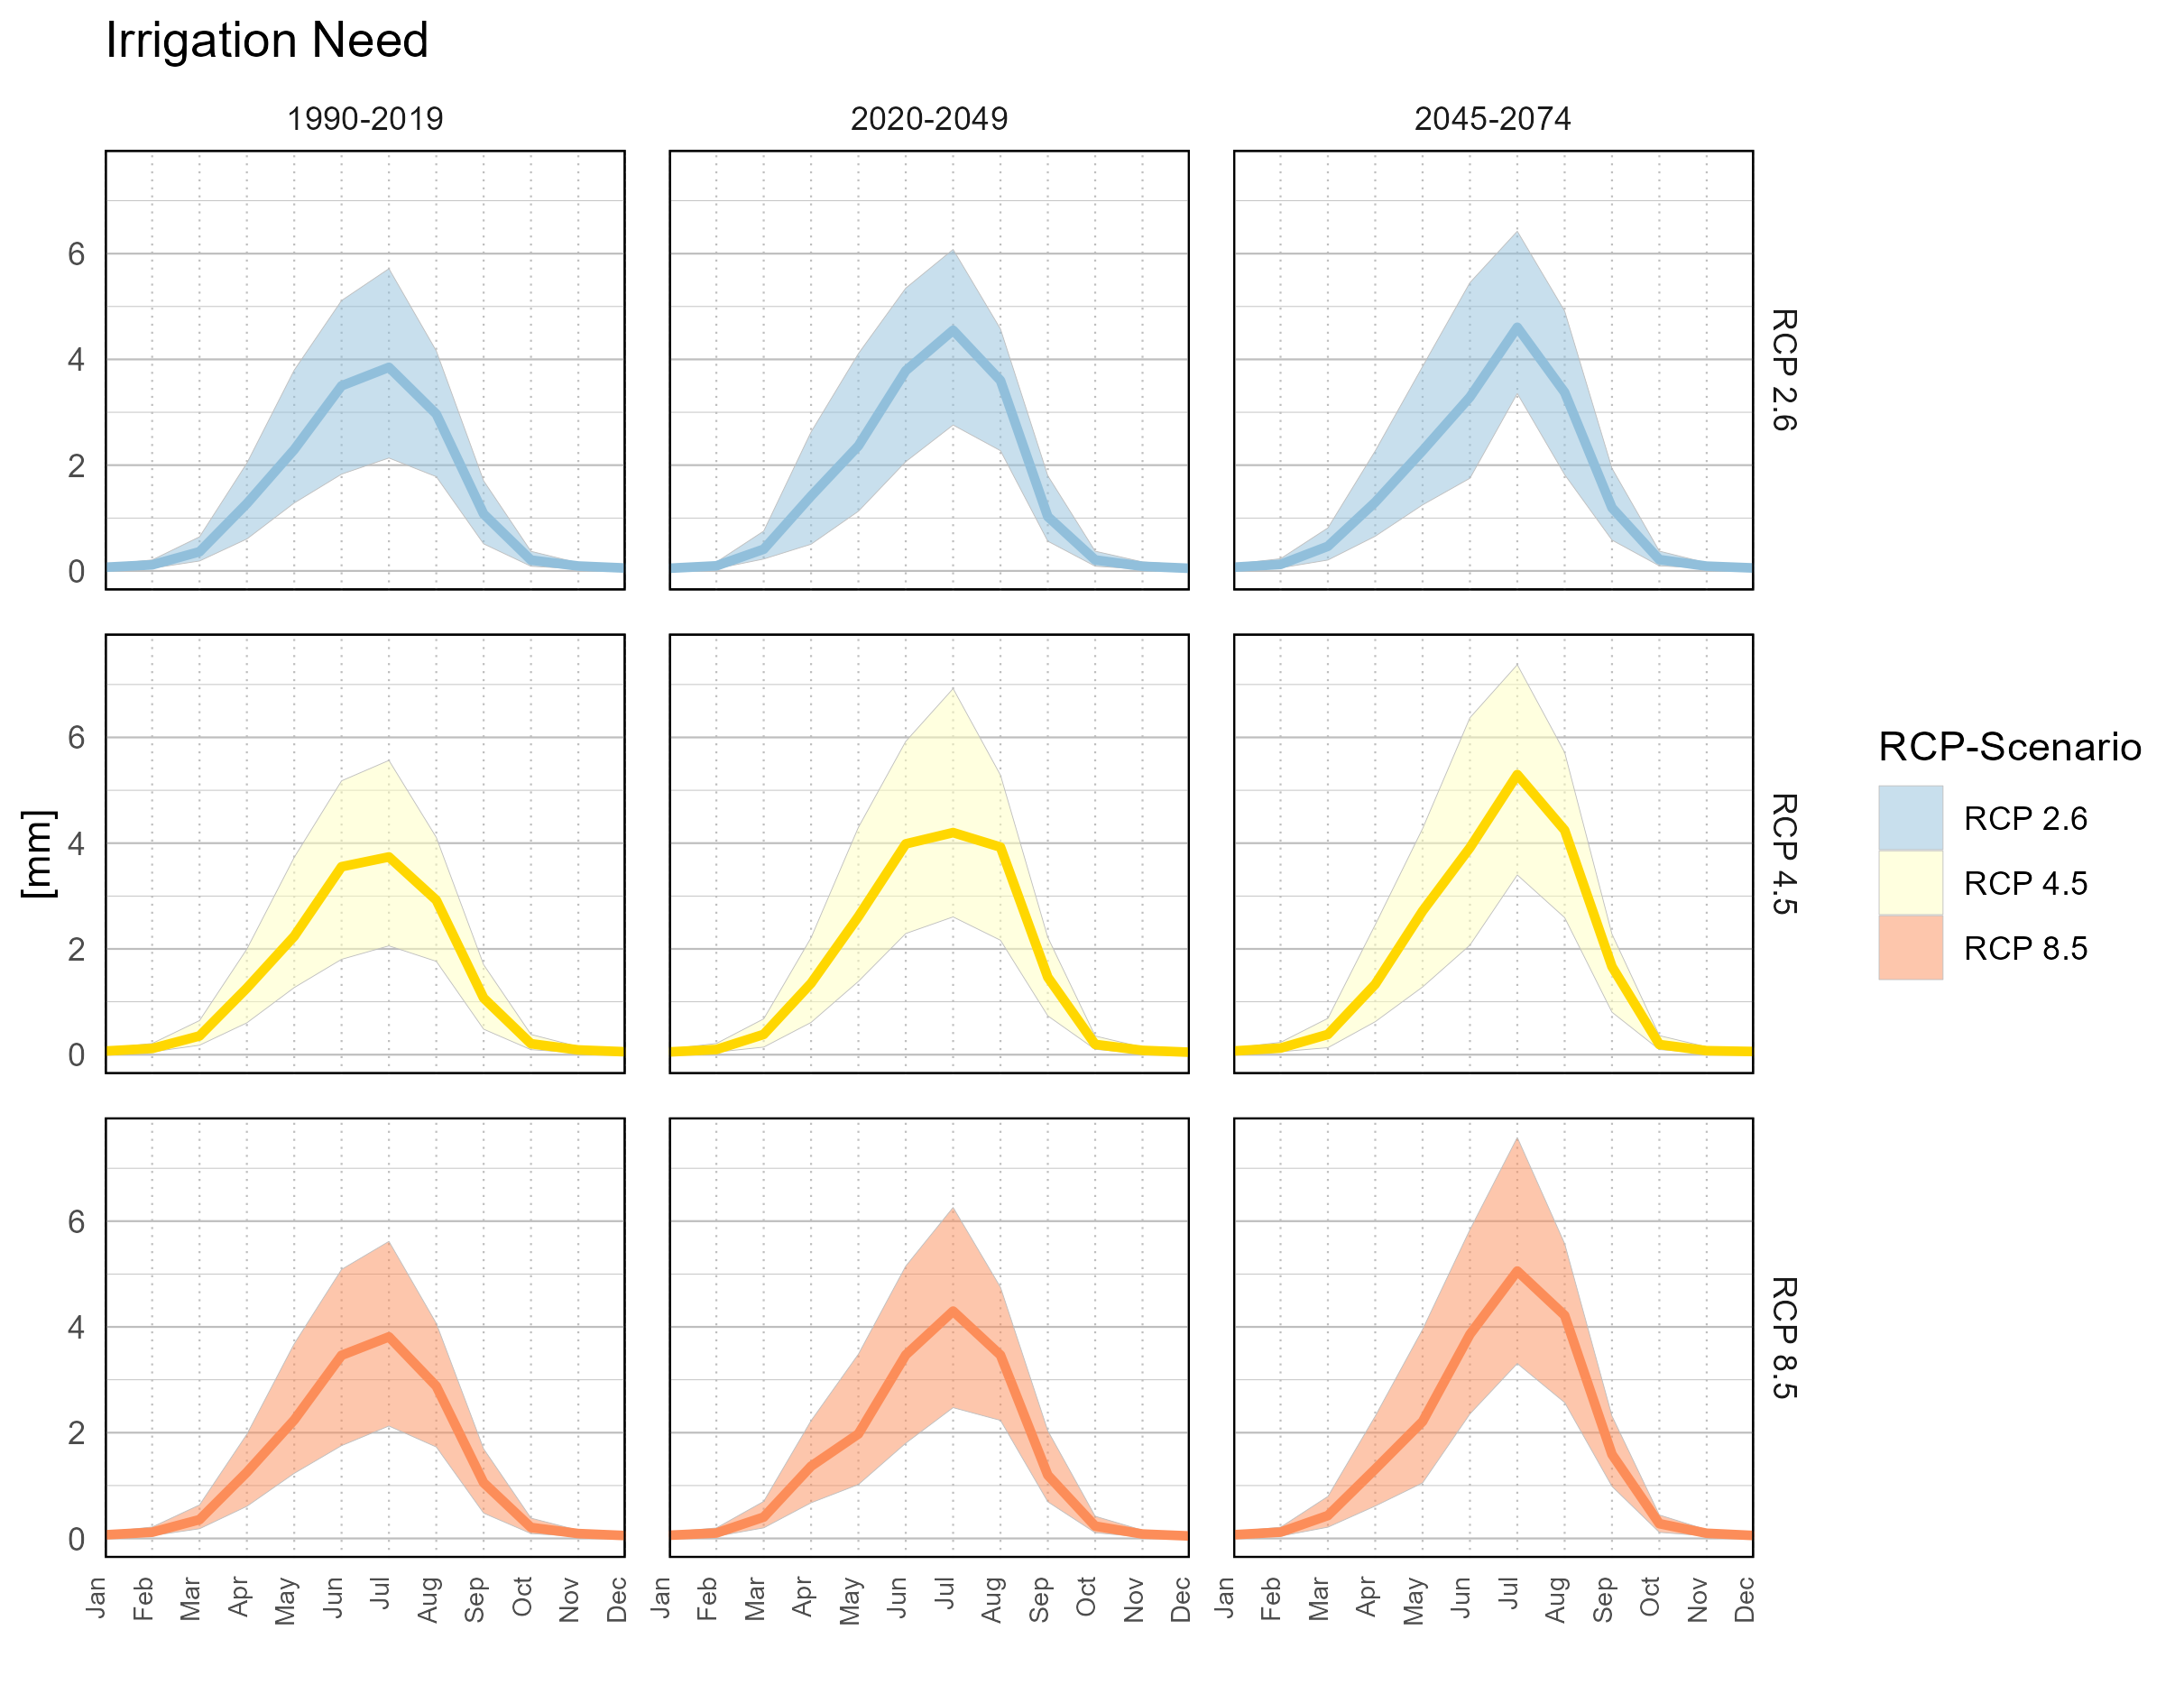 Irrigation Need
1990-2019 2020-2049 2045-2074
6
4
2
0
RCP 2.6
[mm]
6
4
2
0
RCP 4.5
RCP-Scenario
RCP 2.6
RCP 4.5
RCP 8.5
6
4
2
0
RCP 8.5
Jan Feb Mar Apr May Jun Jul Aug Sep Oct Nov Dec Jan Feb Mar Apr May Jun Jul Aug Sep Oct Nov Dec Jan Feb Mar Apr May Jun Jul Aug Sep Oct Nov Dec